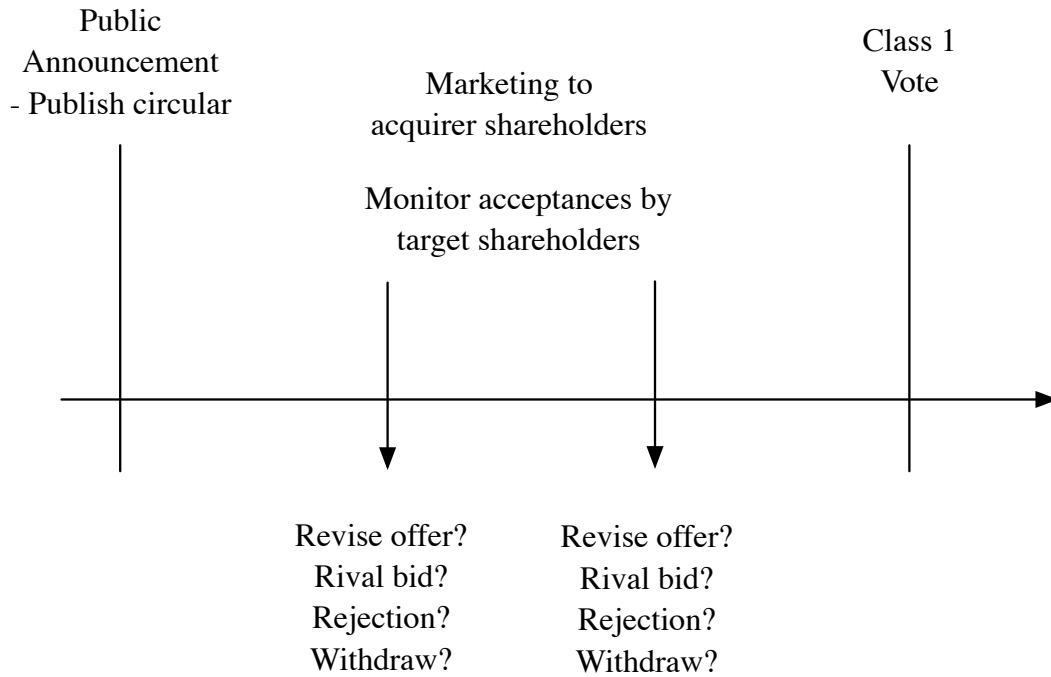 Public
Announcement
- Publish circular
Marketing to
acquirer shareholders
Monitor acceptances by
target shareholders
Class 1
Vote
Revise offer?
Rival bid?
Rejection?
Withdraw?
Revise offer?
Rival bid?
Rejection?
Withdraw?